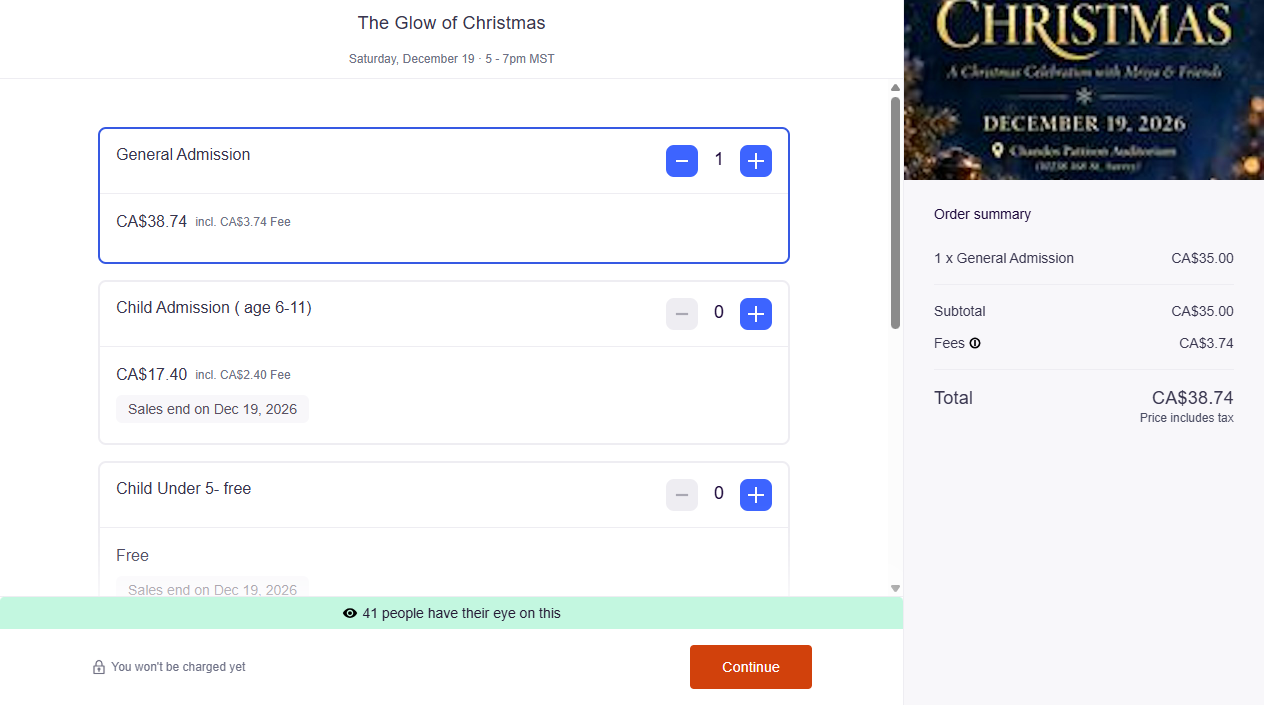 The Glow of Christmas
Saturday, December 19 · 5 - 7pm MST
General Admission
1
CA$38.74 incl. CA$3.74 Fee
Child Admission ( age 6-11)
0
CA$17.40 incl. CA$2.40 Fee
Sales end on Dec 19, 2026
Child Under 5- free
0
Free
Sales end on Dec 19, 2026
41 people have their eye on this
You won't be charged yet
Continue
CHRISTMAS
A Christmas Celebration with & Friends
DECEMBER 19, 2026
Chandos Pattison Auditorium
Order summary
1 x General Admission CA$35.00
Subtotal CA$35.00
Fees CA$3.74
Total CA$38.74
Price includes tax